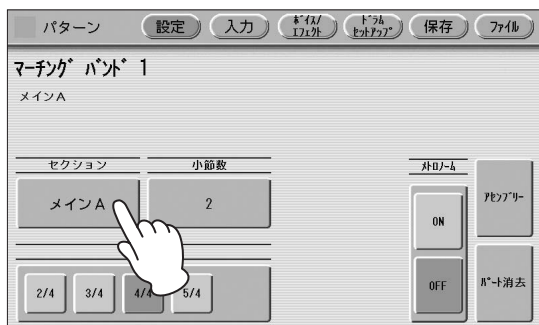 パターン 設定 入力 ﾎﾞｲｽ/ｴﾌｪｸﾄ ﾄﾞﾗﾑｾｯﾄｱｯﾌﾟ 保存 ﾌｧｲﾙ
ﾏｰﾁﾝｸﾞ ﾊﾞﾝﾄﾞ 1
メインA
セクション 小節数 ﾒﾄﾛﾉｰﾑ
メインA 2 ON ｱｾﾝﾌﾞﾘｰ
2/4 3/4 4/4 5/4 OFF ﾊﾟｰﾄ消去